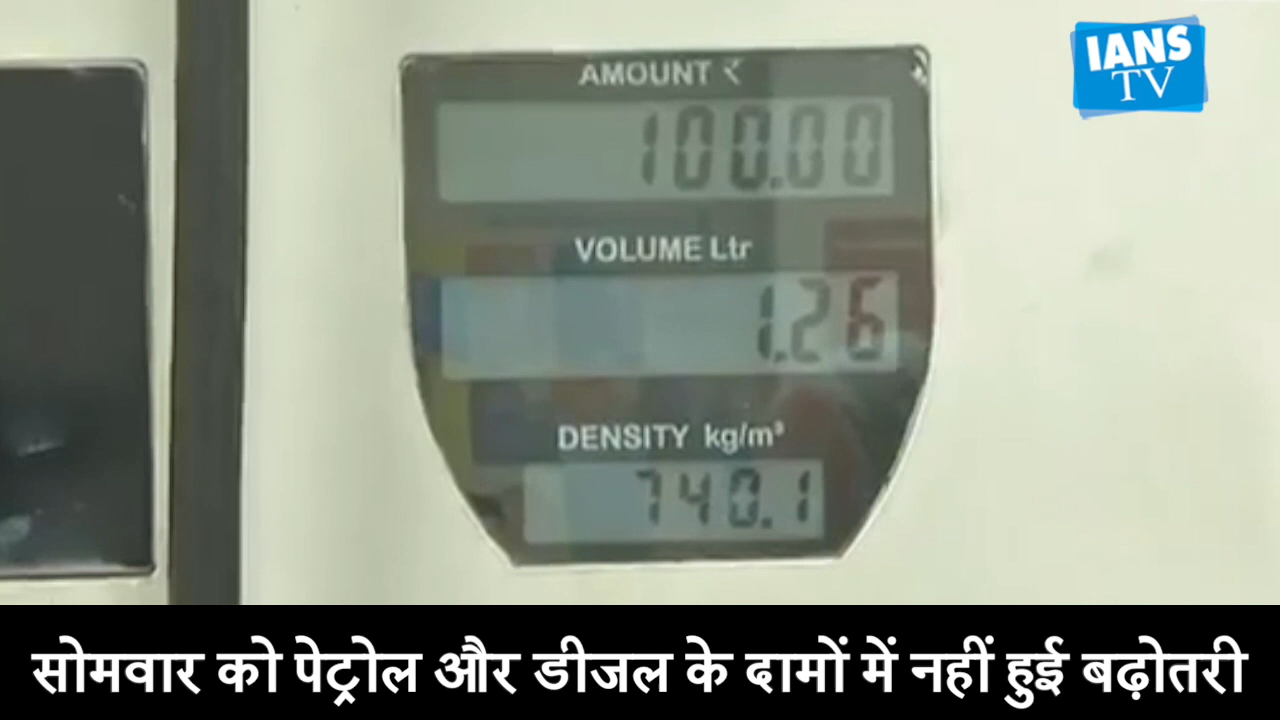 IANS
TV
AMOUNT ₹
100.00
VOLUME Ltr
1.26
DENSITY kg/m³
740.1
सोमवार को पेट्रोल और डीजल के दामों में नहीं हुई बढ़ोतरी